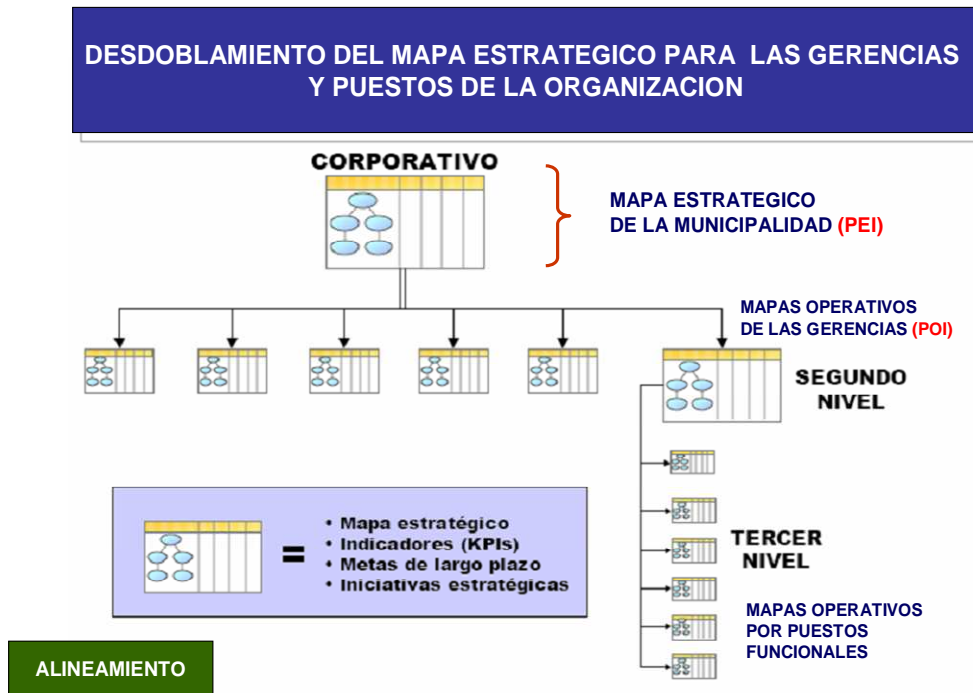 DESDOBLAMIENTO DEL MAPA ESTRATEGICO PARA LAS GERENCIAS
Y PUESTOS DE LA ORGANIZACION
CORPORATIVO
MAPA ESTRATEGICO
DE LA MUNICIPALIDAD (PEI)
MAPAS OPERATIVOS
DE LAS GERENCIAS (POI)
SEGUNDO
NIVEL
= 
• Mapa estratégico
• Indicadores (KPIs)
• Metas de largo plazo
• Iniciativas estratégicas
TERCER
NIVEL
MAPAS OPERATIVOS
POR PUESTOS
FUNCIONALES
ALINEAMIENTO